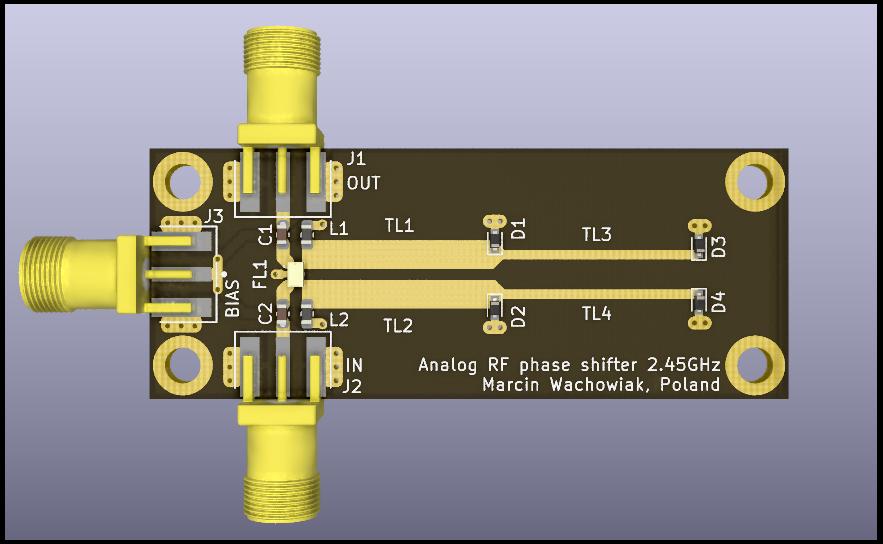 J1
OUT
J3
C1
L1
TL1
D1
TL3
D3
FL1
BIAS
C2
L2
TL2
D2
TL4
D4
IN
J2
Analog RF phase shifter 2.45GHz
Marcin Wachowiak, Poland